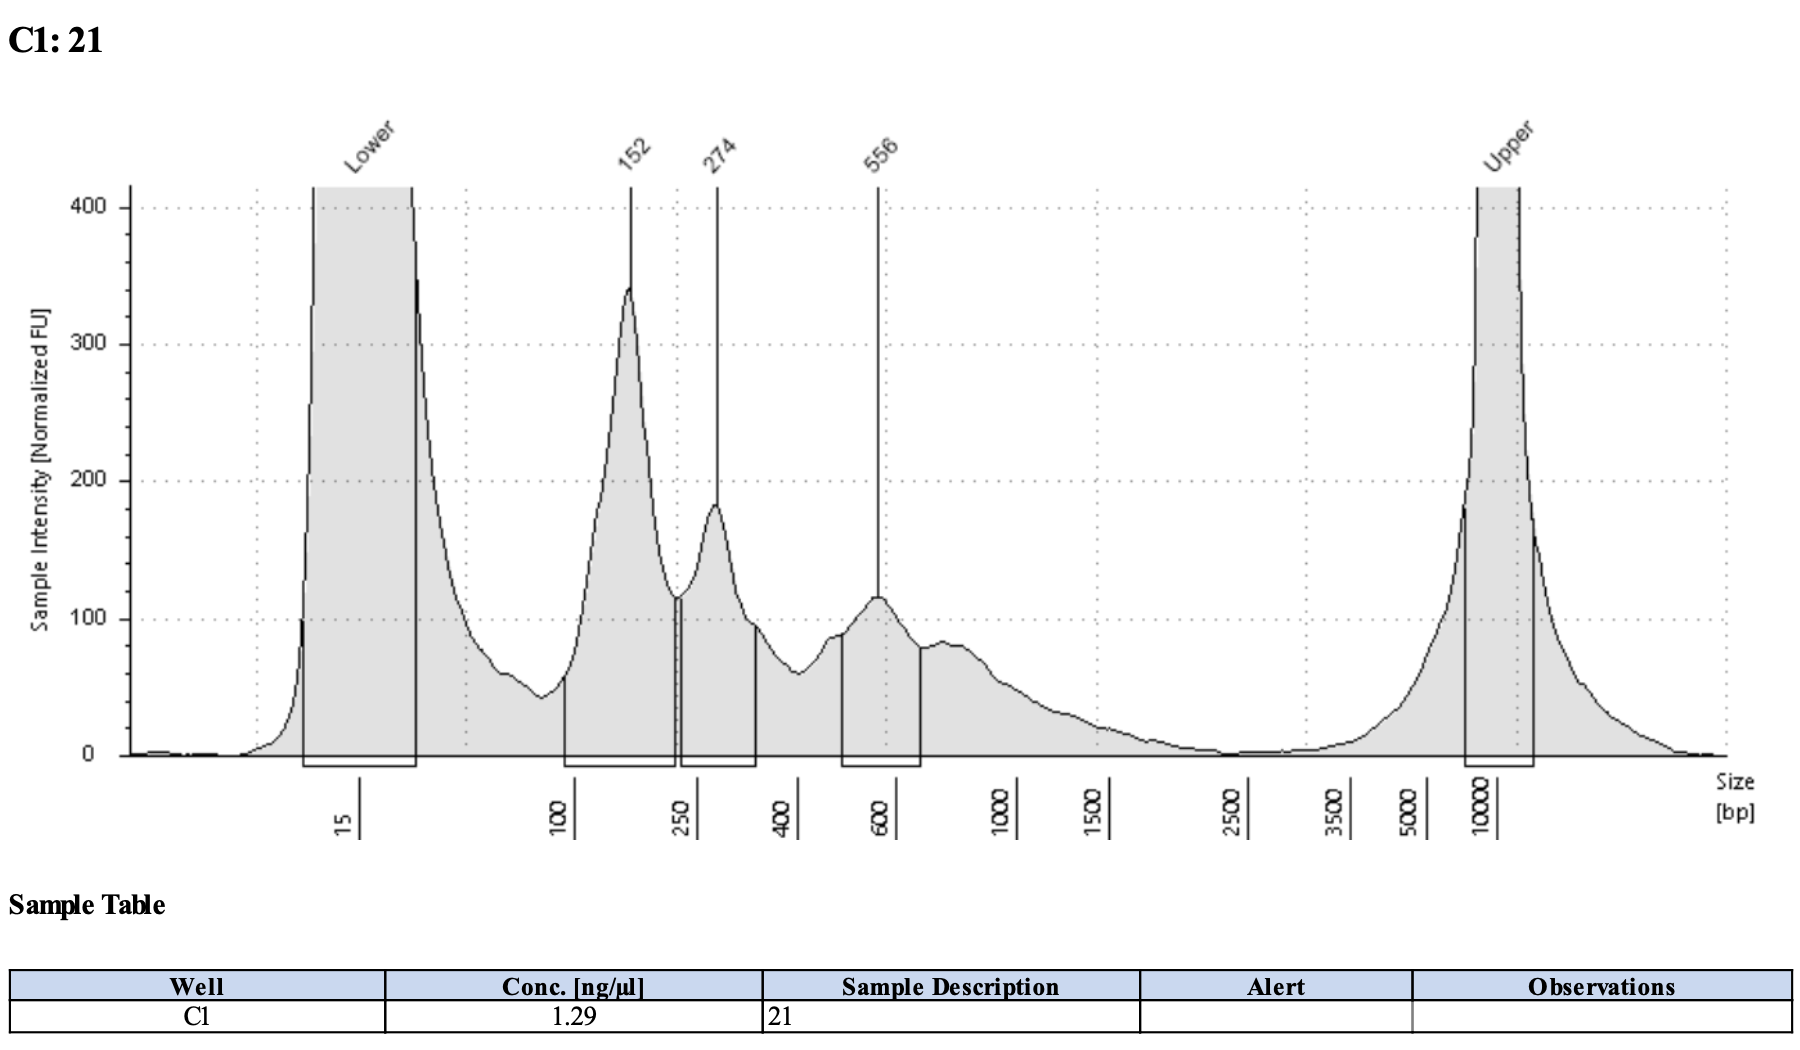 C1: 21
Lower
152
274
556
Upper
Sample Intensity [Normalized FU]
400
300
200
100
0
15
100
250
400
600
1000
1500
2500
3500
5000
10000
Size
[bp]
Sample Table
Well Conc. [ng/µl] Sample Description Alert Observations
C1 1.29 21